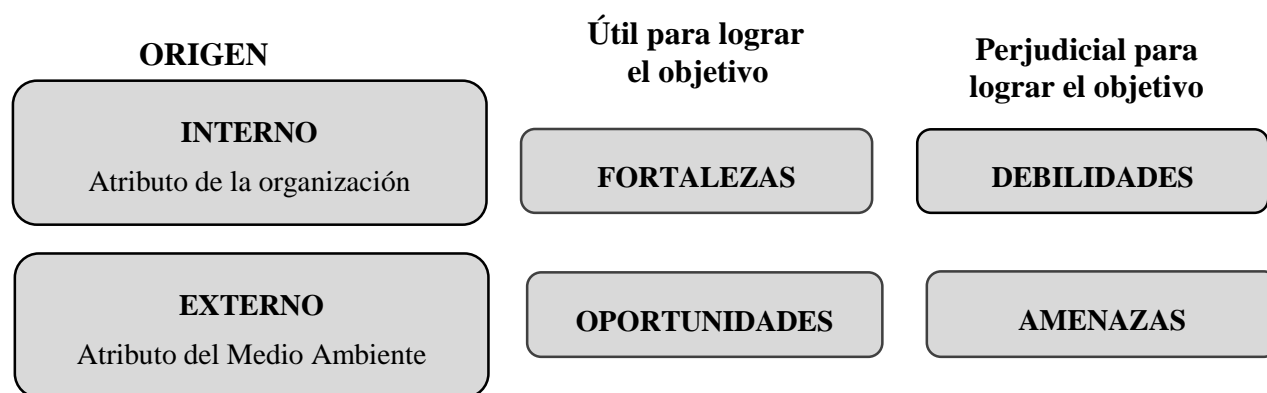 ORIGEN
Útil para lograr
el objetivo
Perjudicial para
lograr el objetivo
INTERNO
Atributo de la organización
FORTALEZAS
DEBILIDADES
EXTERNO
Atributo del Medio Ambiente
OPORTUNIDADES
AMENAZAS